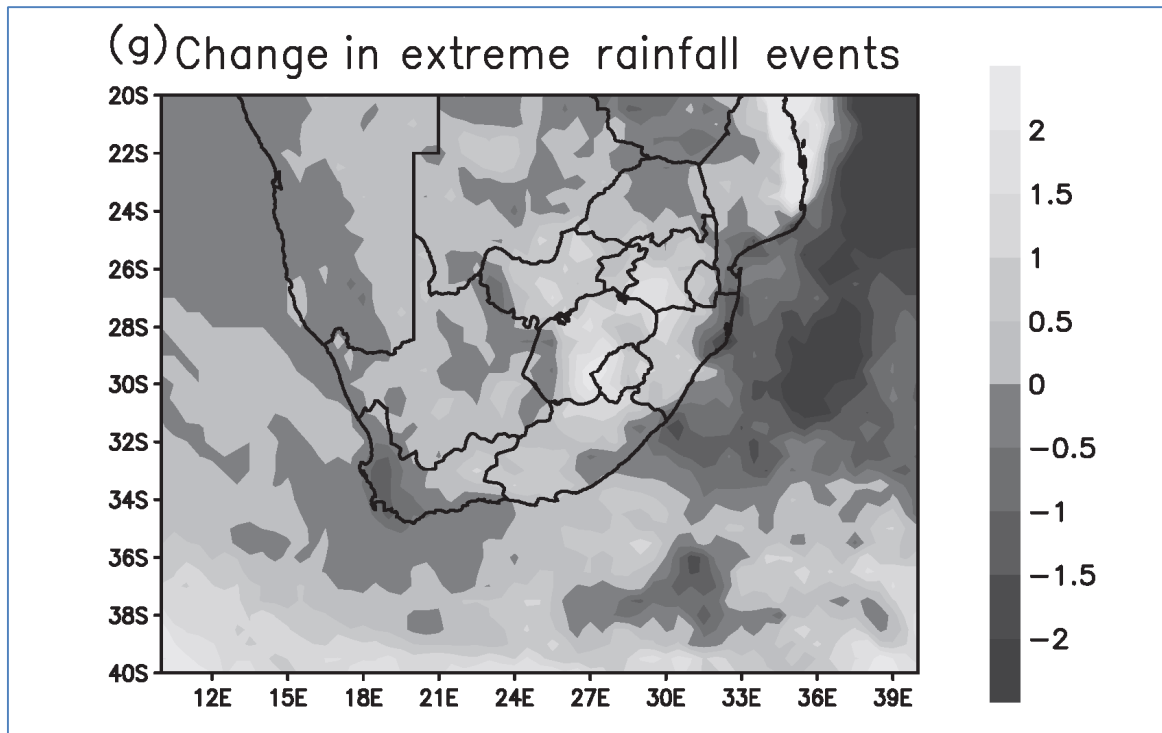 (g) Change in extreme rainfall events
20S
22S
24S
26S
28S
30S
32S
34S
36S
38S
40S
12E 15E 18E 21E 24E 27E 30E 33E 36E 39E
2
1.5
1
0.5
0
−0.5
−1
−1.5
−2